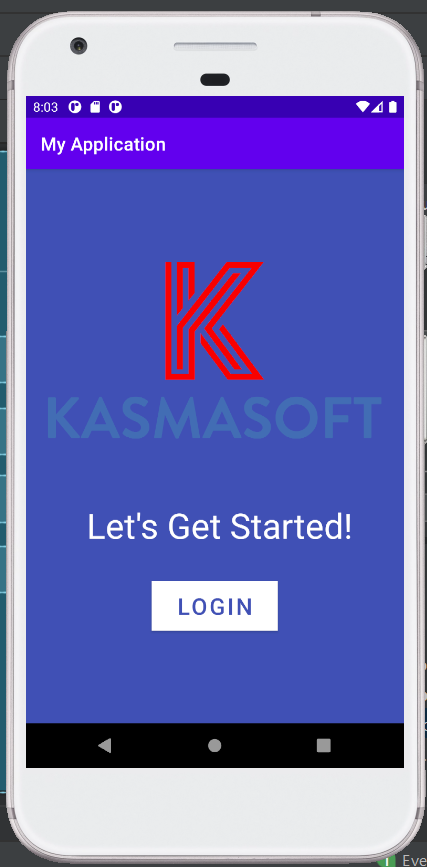 8:03
My Application
K
KASMASOFT
Let's Get Started!
LOGIN
Eve